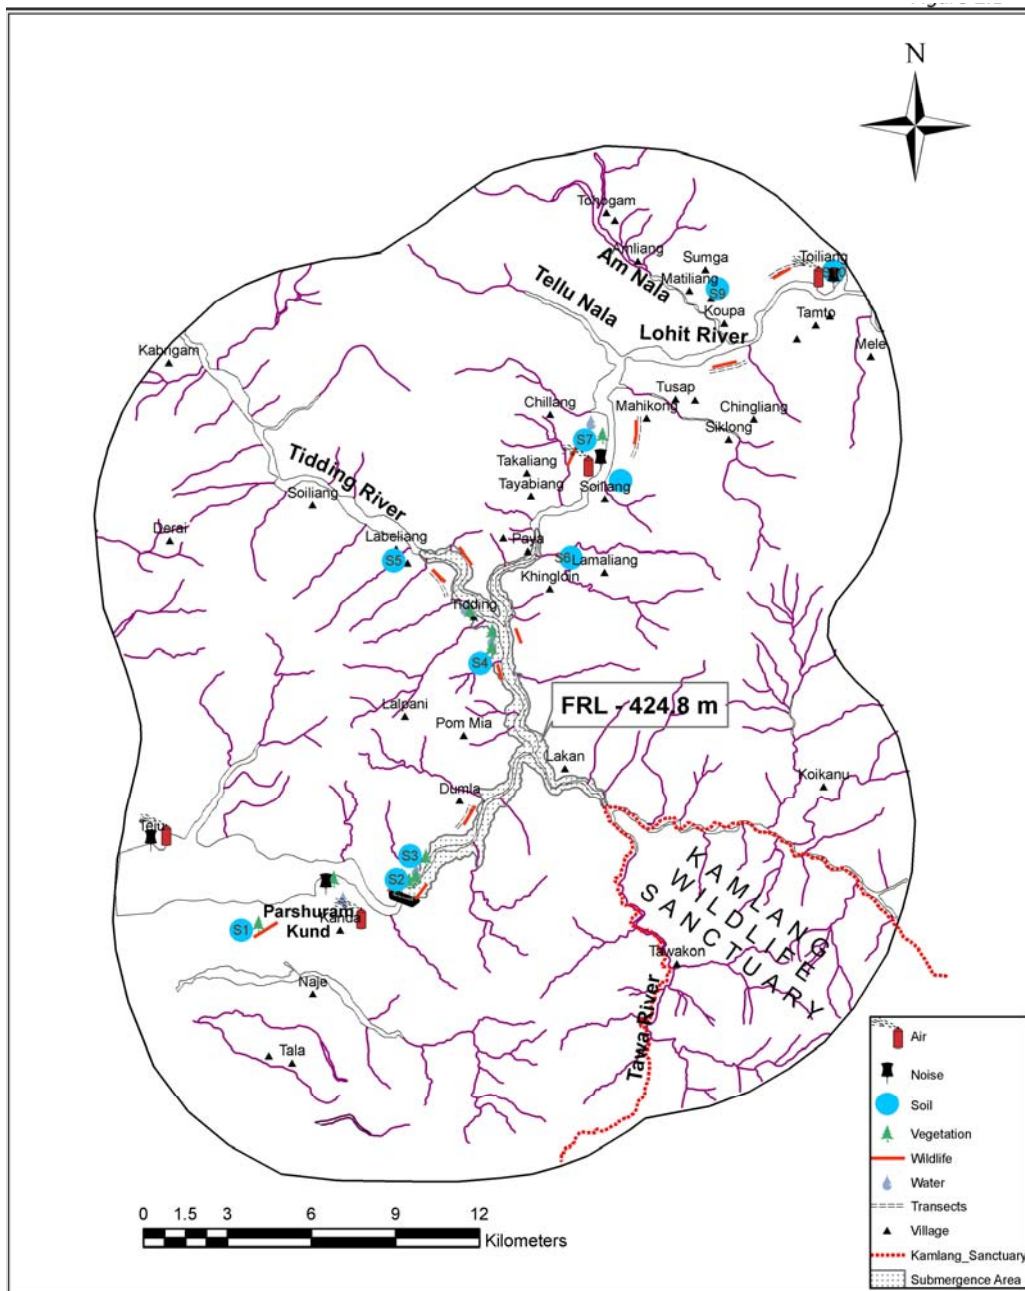 N
Tohogam
Amliang
Am Nala
Sumga
Matiliang
S9
Koupa
Toiliang
Tellu Nala
Lohit River
Tamto
Mele
Kabrigam
Tusap
Chillang
Mahikong
Chingliang
Siklong
S7
Takaliang
Tayabiang
Soiliang
Tidding River
Soiliang
Derai
Labeliang
S5
Paya
S6
Lamaliang
Khingloin
Tidding
S4
FRL - 424.8 m
Lalpani
Pom Mia
Lakan
Koikanu
Dumla
Teju
S3
S2
KAMLANG
WILDLIFE
SANCTUARY
Parshuram
Kund
Kanda
S1
Tawakon
Naje
Tawa River
Tala
Air
Noise
Soil
Vegetation
Wildlife
Water
Transects
Village
Kamlang_Sanctuary
Submergence Area
0 1.5 3 6 9 12
Kilometers